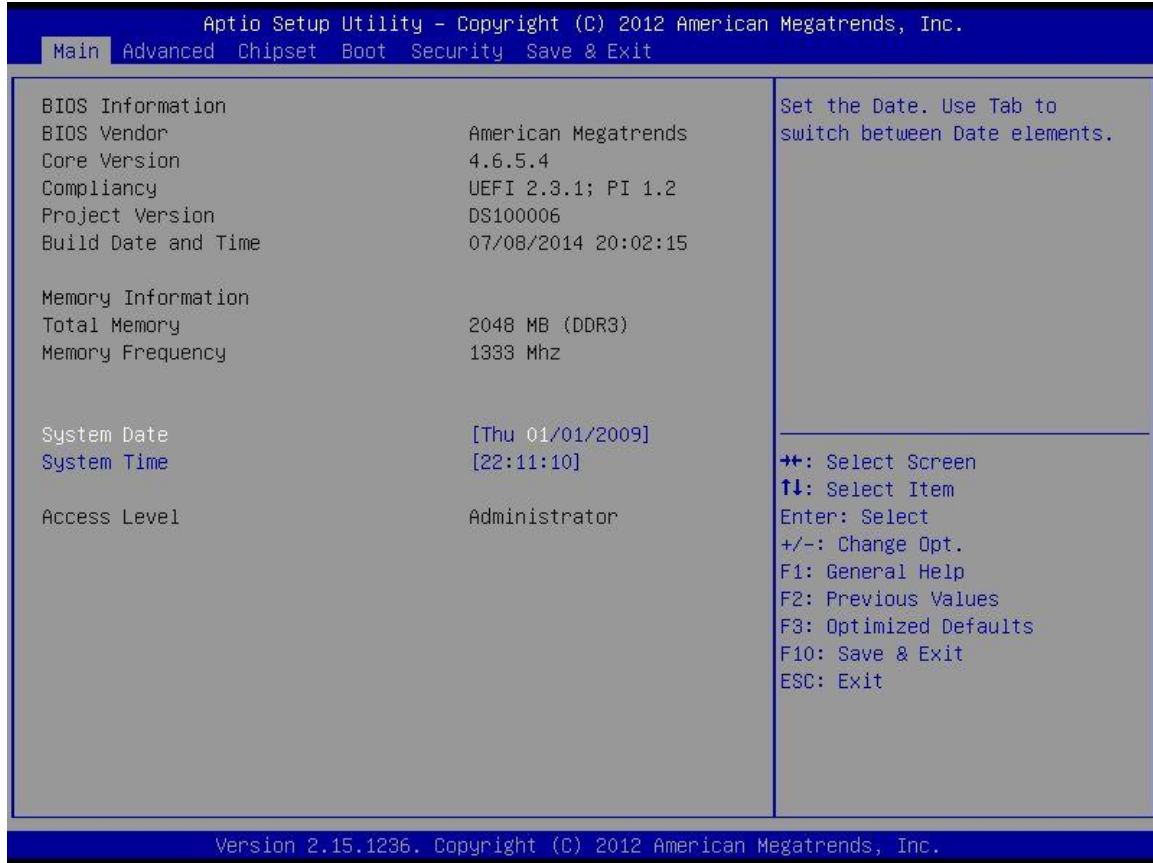 Aptio Setup Utility – Copyright (C) 2012 American Megatrends, Inc.
Main Advanced Chipset Boot Security Save & Exit
BIOS Information
BIOS Vendor American Megatrends
Core Version 4.6.5.4
Compliancy UEFI 2.3.1; PI 1.2
Project Version DS100006
Build Date and Time 07/08/2014 20:02:15
Memory Information
Total Memory 2048 MB (DDR3)
Memory Frequency 1333 Mhz
System Date [Thu 01/01/2009]
System Time [22:11:10]
Access Level Administrator
Set the Date. Use Tab to
switch between Date elements.
→←: Select Screen
↑↓: Select Item
Enter: Select
+/-: Change Opt.
F1: General Help
F2: Previous Values
F3: Optimized Defaults
F10: Save & Exit
ESC: Exit
Version 2.15.1236. Copyright (C) 2012 American Megatrends, Inc.